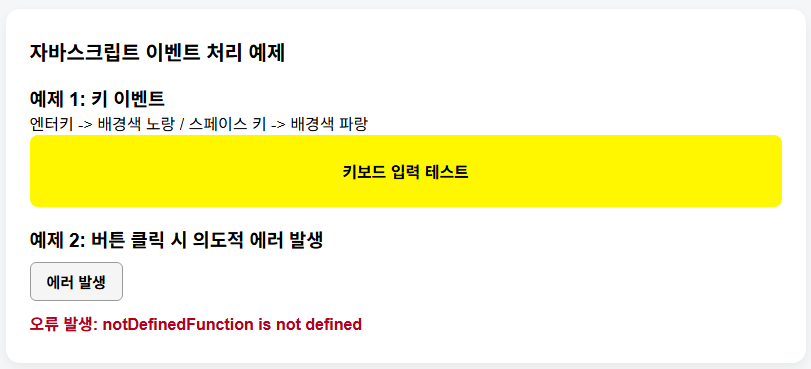 자바스크립트 이벤트 처리 예제
예제 1: 키 이벤트
엔터키 -> 배경색 노랑 / 스페이스 키 -> 배경색 파랑
키보드 입력 테스트
예제 2: 버튼 클릭 시 의도적 에러 발생
에러 발생
오류 발생: notDefinedFunction is not defined